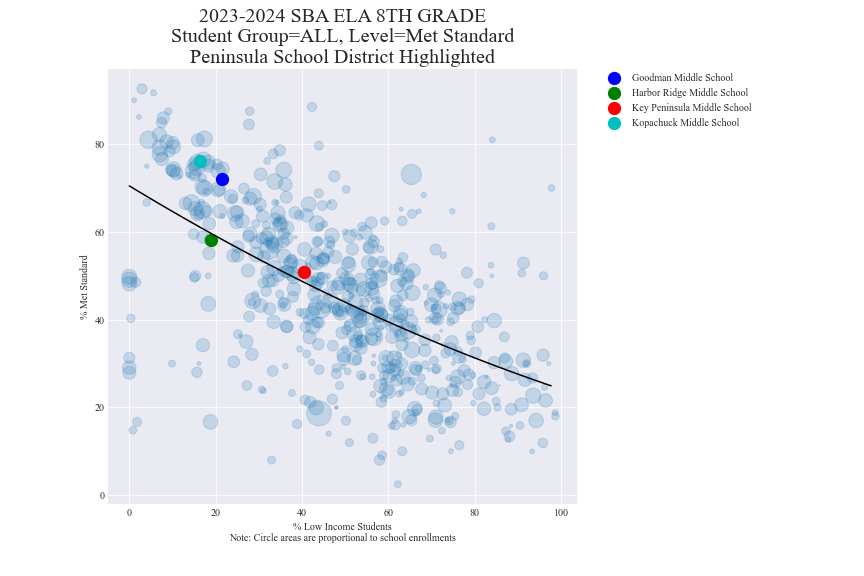 2023-2024 SBA ELA 8TH GRADE
Student Group=ALL, Level=Met Standard
Peninsula School District Highlighted
Goodman Middle School
Harbor Ridge Middle School
Key Peninsula Middle School
Kopachuck Middle School
% Met Standard
80
60
40
20
0
0 20 40 60 80 100
% Low Income Students
Note: Circle areas are proportional to school enrollments